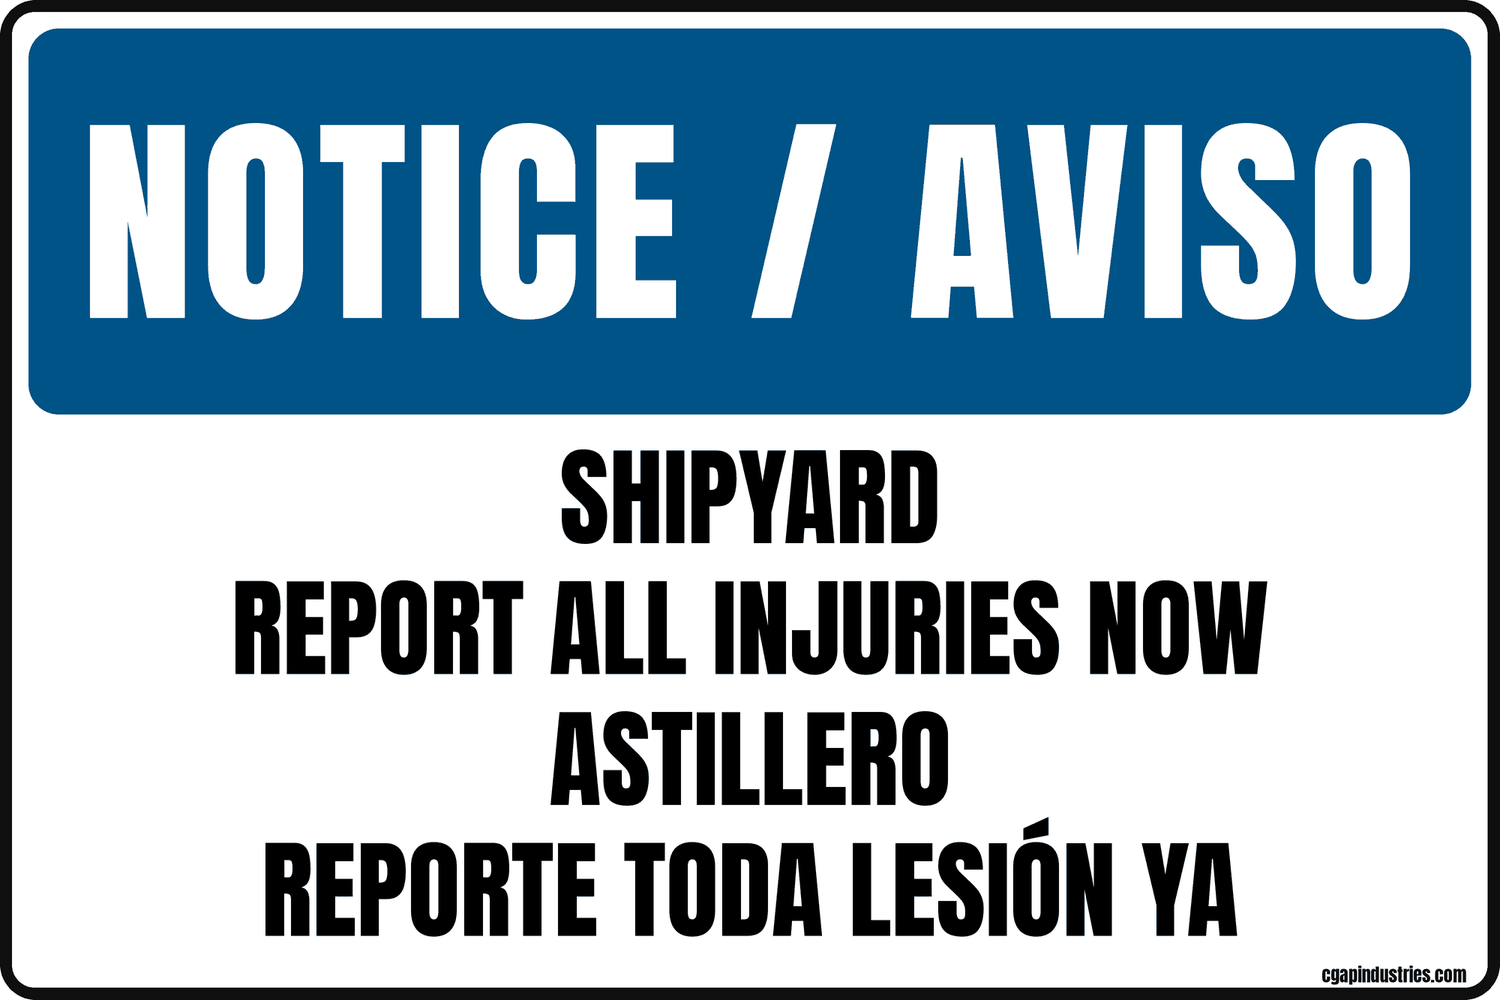 NOTICE / AVISO
SHIPYARD
REPORT ALL INJURIES NOW
ASTILLERO
REPORTE TODA LESIÓN YA
cgapindustries.com